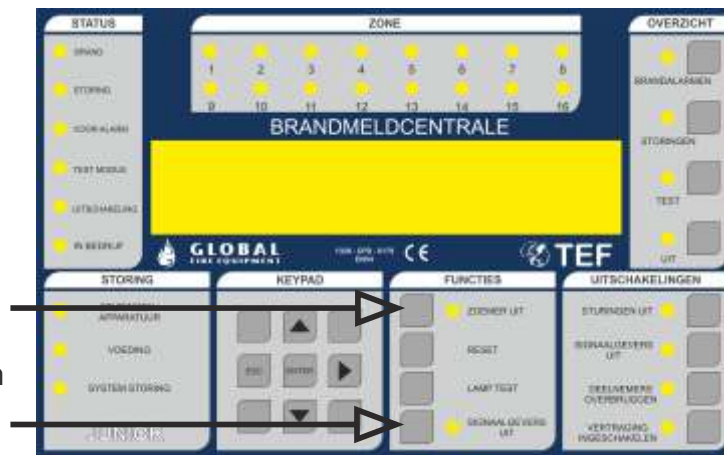 STATUS
ZONE
OVERZICHT
BRAND
STORING
VOOR ALARM
TEST MODUS
UITSCHAKELING
IN BEDRIJF
1 2 3 4 5 6 7 8
9 10 11 12 13 14 15 16
BRANDMELDCENTRALE
GLOBAL
FIRE EQUIPMENT
CE
TEF
BRANDALARMEN
STORINGEN
TEST
UIT
STORING
APPARATUUR
VOEDING
SYSTEM STORING
JUNIOR
KEYPAD
ESC ENTER
FUNCTIES
ZOEMER UIT
RESET
LAMP TEST
SIGNAALGEVERS
UIT
UITSCHAKELINGEN
STURINGEN UIT
SIGNAALGEVERS
UIT
DEELNEMERS
OVERBRUGGEN
VERTRAGING
INGESCHAKELEN
n